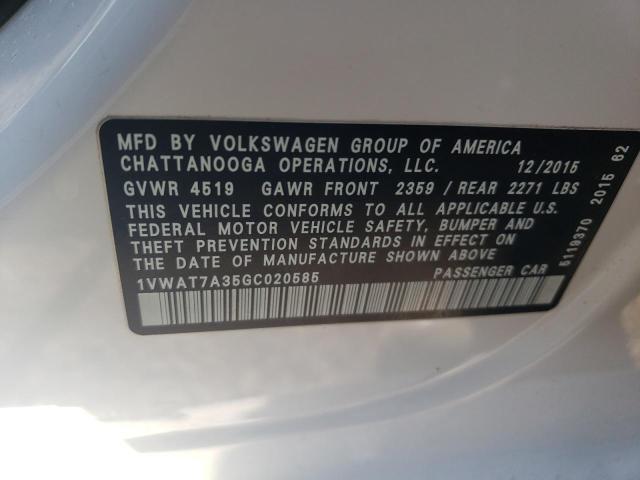 MFD BY VOLKSWAGEN GROUP OF AMERICA
CHATTANOOGA OPERATIONS, LLC. 12/2015
GVWR 4519 GAWR FRONT 2359 / REAR 2271 LBS
THIS VEHICLE CONFORMS TO ALL APPLICABLE U.S.
FEDERAL MOTOR VEHICLE SAFETY, BUMPER AND
THEFT PREVENTION STANDARDS IN EFFECT ON
THE DATE OF MANUFACTURE SHOWN ABOVE
1VWAT7A35GC020585 PASSENGER CAR
5119370 2015 62